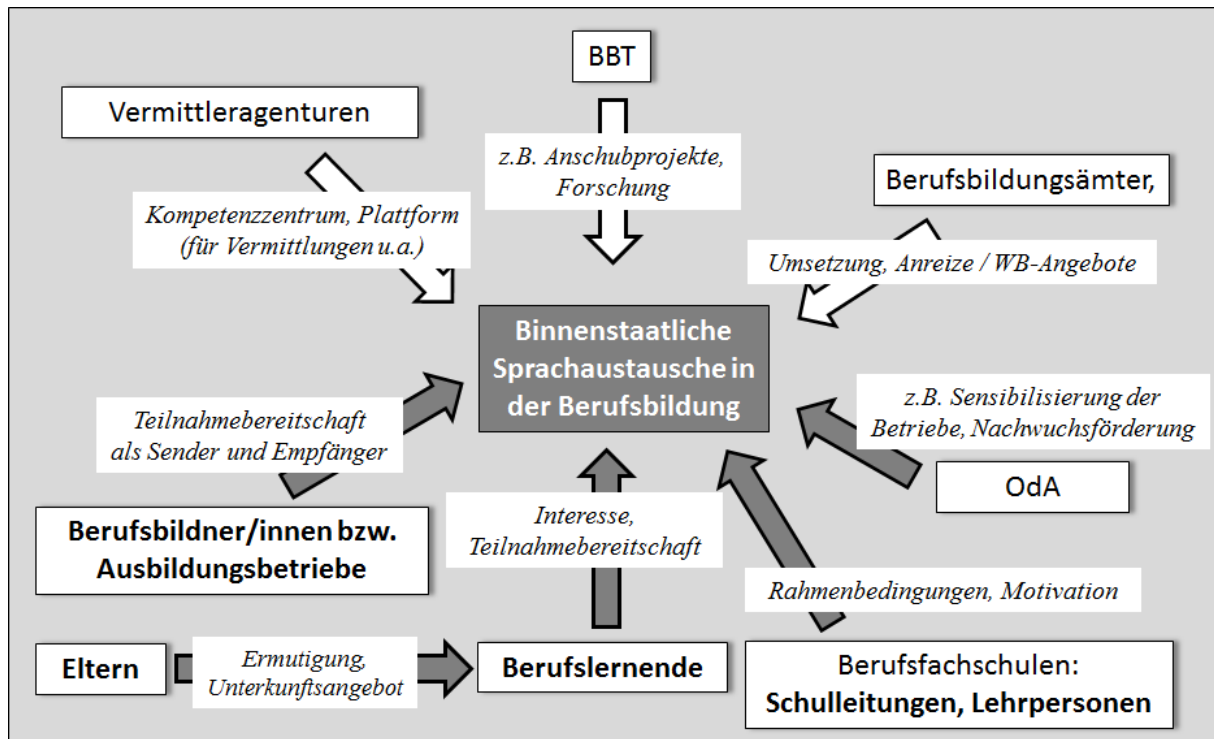 BBT
Vermittleragenturen
z.B. Anschubprojekte,
Forschung
Berufsbildungsämter,
Kompetenzzentrum, Plattform
(für Vermittlungen u.a.)
Umsetzung, Anreize / WB-Angebote
Binnenstaatliche
Sprachaustausche in
der Berufsbildung
Teilnahmebereitschaft
als Sender und Empfänger
z.B. Sensibilisierung der
Betriebe, Nachwuchsförderung
OdA
Berufsbildner/innen bzw.
Ausbildungsbetriebe
Interesse,
Teilnahmebereitschaft
Rahmenbedingungen, Motivation
Eltern
Ermutigung,
Unterkunftsangebot
Berufslernende
Berufsfachschulen:
Schulleitungen, Lehrpersonen